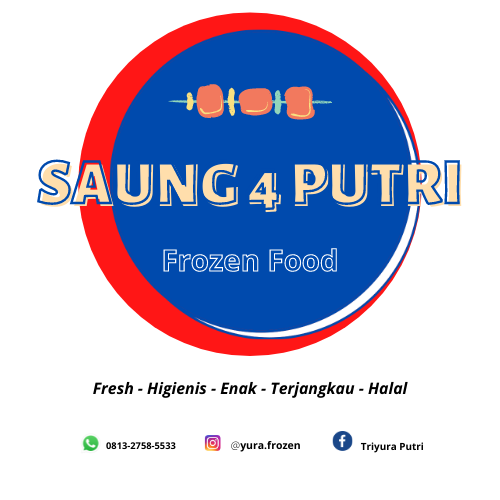 SAUNG 4 PUTRI
Frozen Food
Fresh - Higienis - Enak - Terjangkau - Halal
0813-2758-5533 @yura.frozen Triyura Putri